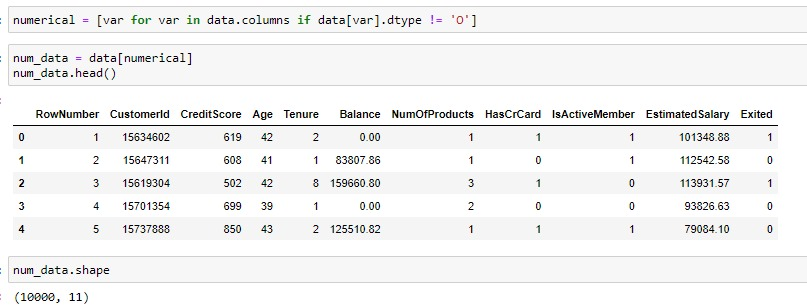 numerical = [var for var in data.columns if data[var].dtype != 'O']
num_data = data[numerical]
num_data.head()
RowNumber CustomerId CreditScore Age Tenure Balance NumOfProducts HasCrCard IsActiveMember EstimatedSalary Exited
0 1 15634602 619 42 2 0.00 1 1 1 101348.88 1
1 2 15647311 608 41 1 83807.86 1 0 1 112542.58 0
2 3 15619304 502 42 8 159660.80 3 1 0 113931.57 1
3 4 15701354 699 39 1 0.00 2 0 0 93826.63 0
4 5 15737888 850 43 2 125510.82 1 1 1 79084.10 0
num_data.shape
(10000, 11)